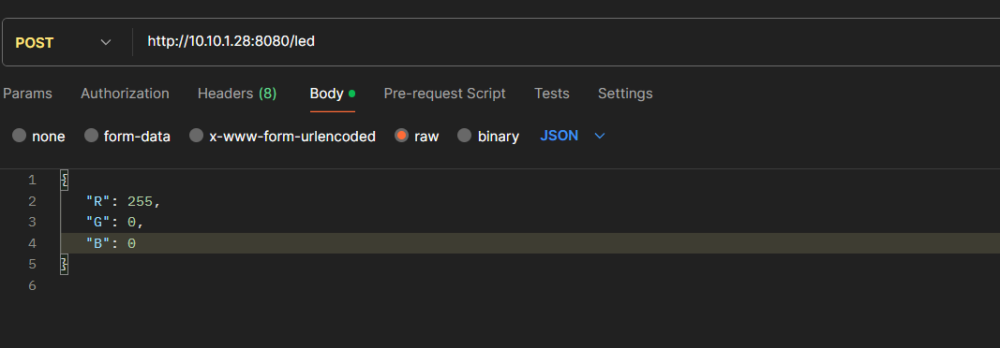 POST http://10.10.1.28:8080/led
Params Authorization Headers (8) Body Pre-request Script Tests Settings
none form-data x-www-form-urlencoded raw binary JSON
1 {
2 "R": 255,
3 "G": 0,
4 "B": 0
5 }
6